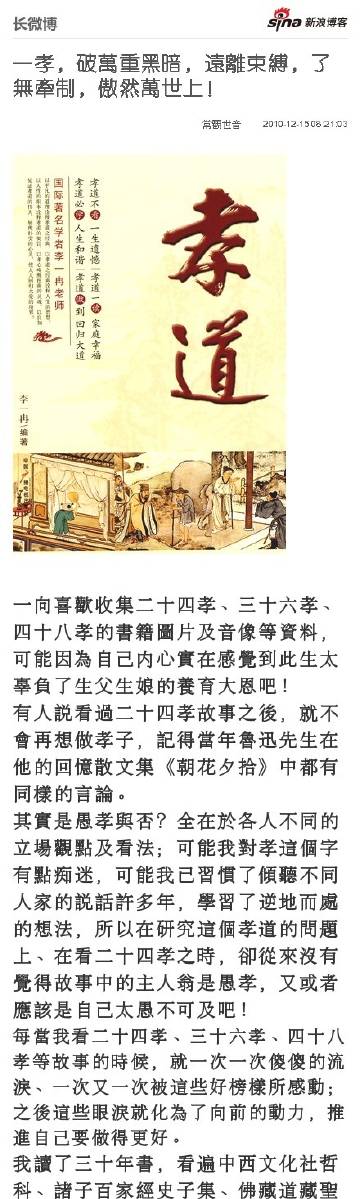 长微博
sina 新浪博客
一孝，破萬重黑暗，遠離束縛，了
無牽制，傲然萬世上！
常觀世音 2010-12-15 08:21:03
孝道
孝道不者 一生遺憾 孝道一读 家庭幸福
孝道必学 人生和谐 孝道做到 回归大道
国际著名学者李一冉老师
李一冉/编著
一向喜歡收集二十四孝、三十六孝、
四十八孝的書籍圖片及音像等資料，
可能因為自己内心實在感覺到此生太
辜負了生父生娘的養育大恩吧！
有人説看過二十四孝故事之後，就不
會再想做孝子，記得當年魯迅先生在
他的回憶散文集《朝花夕拾》中都有
同樣的言論。
其實是愚孝與否？全在於各人不同的
立場觀點及看法；可能我對孝這個字
有點痴迷，可能我己習慣了傾聽不同
人家的説話許多年，學習了逆地而處
的想法，所以在研究這個孝道的問題
上、在看二十四孝之時，卻從來沒有
覺得故事中的主人翁是愚孝，又或者
應該是自己太愚不可及吧！
每當我看二十四孝、三十六孝、四十八
孝等故事的時候，就一次一次傻傻的流
淚、一次又一次被這些好榜樣所感動；
之後這些眼淚就化為了向前的動力，推
進自己要做得更好。
我讀了三十年書，看遍中西文化社哲
科、諸子百家經史子集、佛藏道藏聖